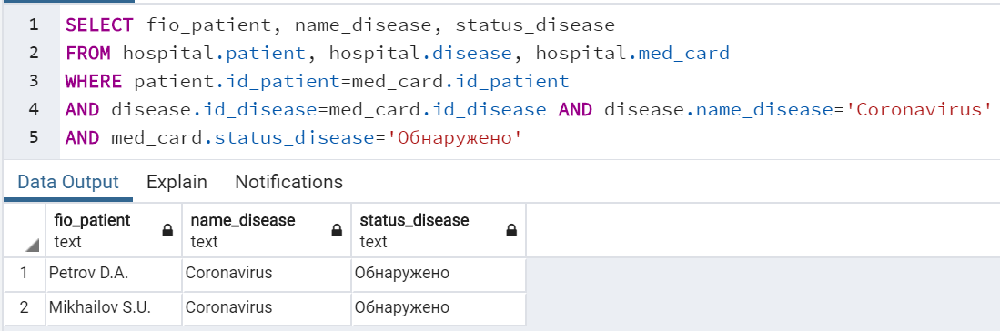 1 SELECT fio_patient, name_disease, status_disease
2 FROM hospital.patient, hospital.disease, hospital.med_card
3 WHERE patient.id_patient=med_card.id_patient
4 AND disease.id_disease=med_card.id_disease AND disease.name_disease='Coronavirus'
5 AND med_card.status_disease='Обнаружено'
Data Output Explain Notifications
fio_patient name_disease status_disease
text text text
1 Petrov D.A. Coronavirus Обнаружено
2 Mikhailov S.U. Coronavirus Обнаружено